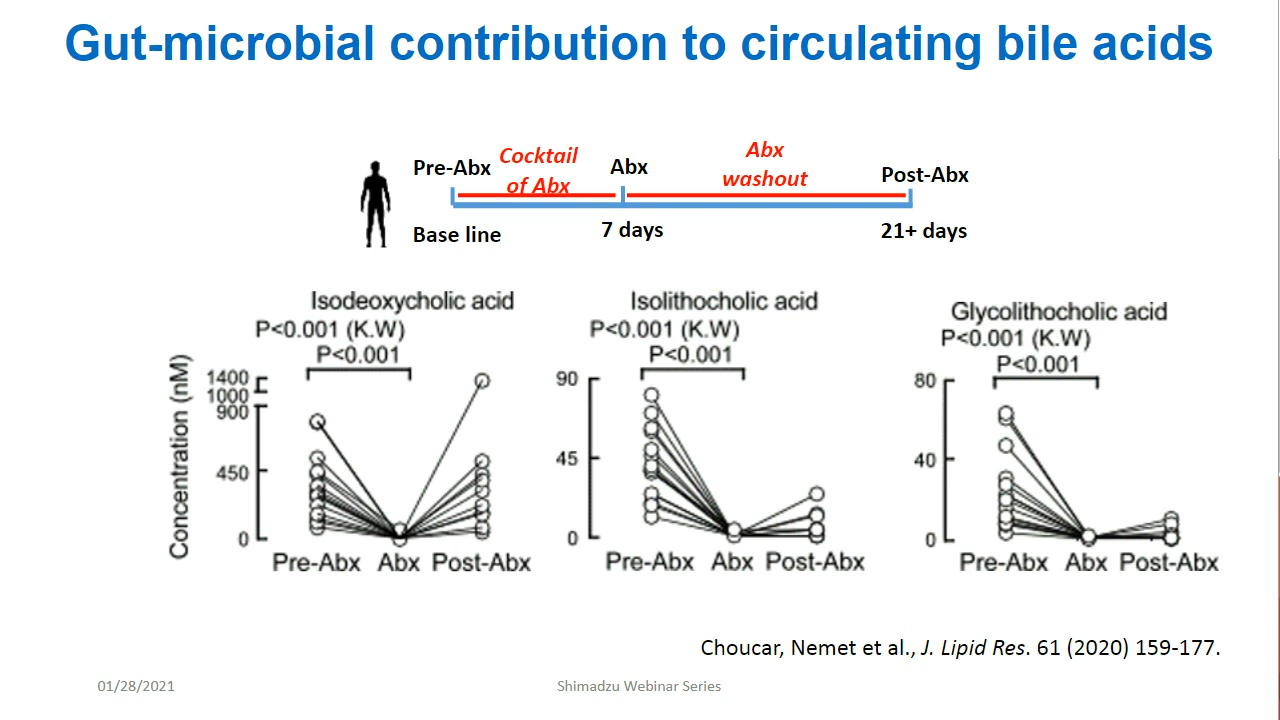 Gut-microbial contribution to circulating bile acids
Pre-Abx
Cocktail
of Abx
Abx
Abx
washout
Post-Abx
Base line
7 days
21+ days
Isodeoxycholic acid
P<0.001 (K.W)
P<0.001
Concentration (nM)
1400
1000
900
450
0
Pre-Abx Abx Post-Abx
Isolithocholic acid
P<0.001 (K.W)
P<0.001
90
45
0
Pre-Abx Abx Post-Abx
Glycolithocholic acid
P<0.001 (K.W)
P<0.001
80
40
0
Pre-Abx Abx Post-Abx
Choucar, Nemet et al., J. Lipid Res. 61 (2020) 159-177.
01/28/2021
Shimadzu Webinar Series